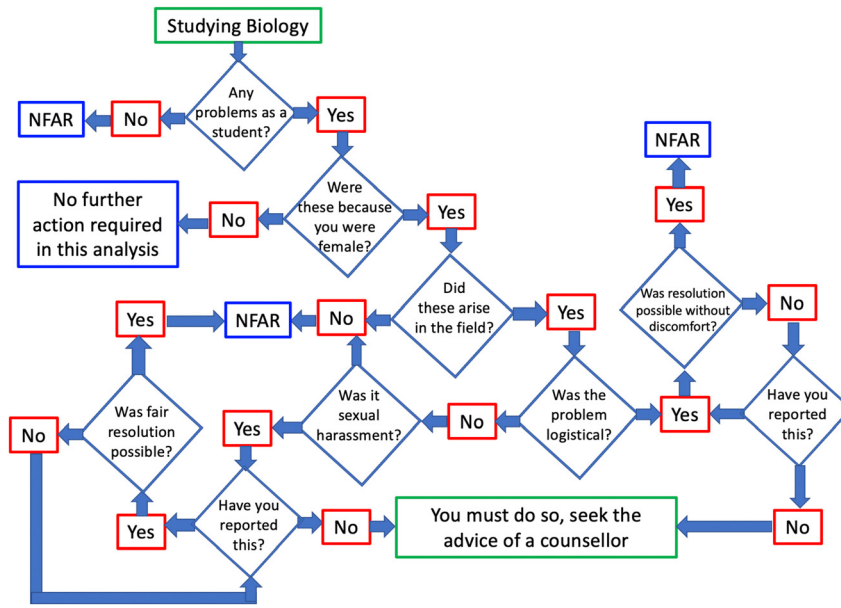 Studying Biology
Any
problems as a
student?
NFAR
No
Yes
NFAR
Yes
Were
these because
you were
female?
No further
action required
in this analysis
No
Yes
Did
these arise
in the field?
Was resolution
possible without
discomfort?
No
Yes
NFAR
No
Yes
Was fair
resolution
possible?
No
Yes
Was it
sexual
harassment?
No
Was the
problem
logistical?
Yes
Have you
reported
this?
Yes
Have you
reported
this?
No
You must do so, seek the
advice of a counsellor
No